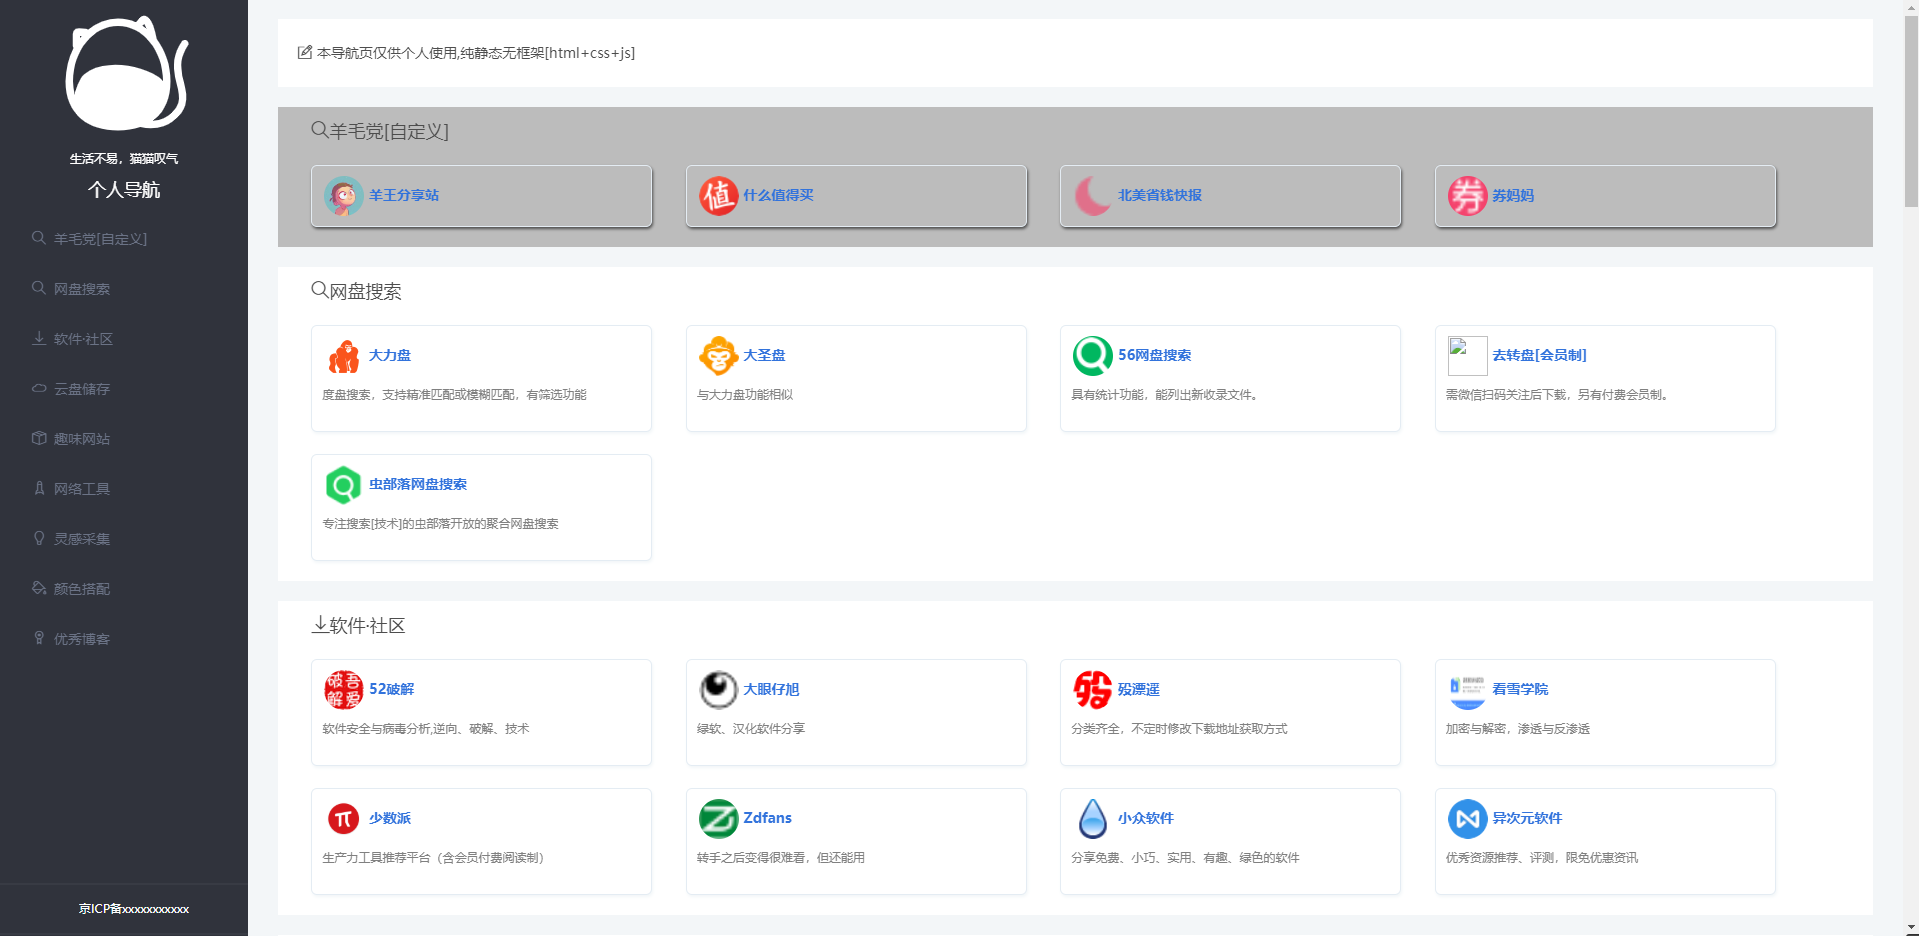 生活不易，猫猫叹气
个人导航
羊毛党[自定义]
网盘搜索
软件·社区
云盘储存
趣味网站
网络工具
灵感采集
颜色搭配
优秀博客
京ICP备xxxxxxxxxxxx
本导航页仅供个人使用,纯静态无框架[html+css+js]
羊毛党[自定义]
羊王分享站
值
什么值得买
北美省钱快报
券
券妈妈
网盘搜索
大力盘
度盘搜索，支持精准匹配或模糊匹配，有筛选功能
大圣盘
与大力盘功能相似
56网盘搜索
具有统计功能，能列出新收录文件。
去转盘[会员制]
需微信扫码关注后下载，另有付费会员制。
虫部落网盘搜索
专注搜索[技术]的虫部落开放的聚合网盘搜索
软件·社区
吾爱破解
52破解
软件安全与病毒分析,逆向、破解、技术
大眼仔旭
绿软、汉化软件分享
殁漂遥
分类齐全，不定时修改下载地址获取方式
看雪学院
加密与解密，渗透与反渗透
π
少数派
生产力工具推荐平台（含会员付费阅读制）
Z
Zdfans
转手之后变得很难看，但还能用
小众软件
分享免费、小巧、实用、有趣、绿色的软件
异次元软件
优秀资源推荐、评测，限免优惠资讯